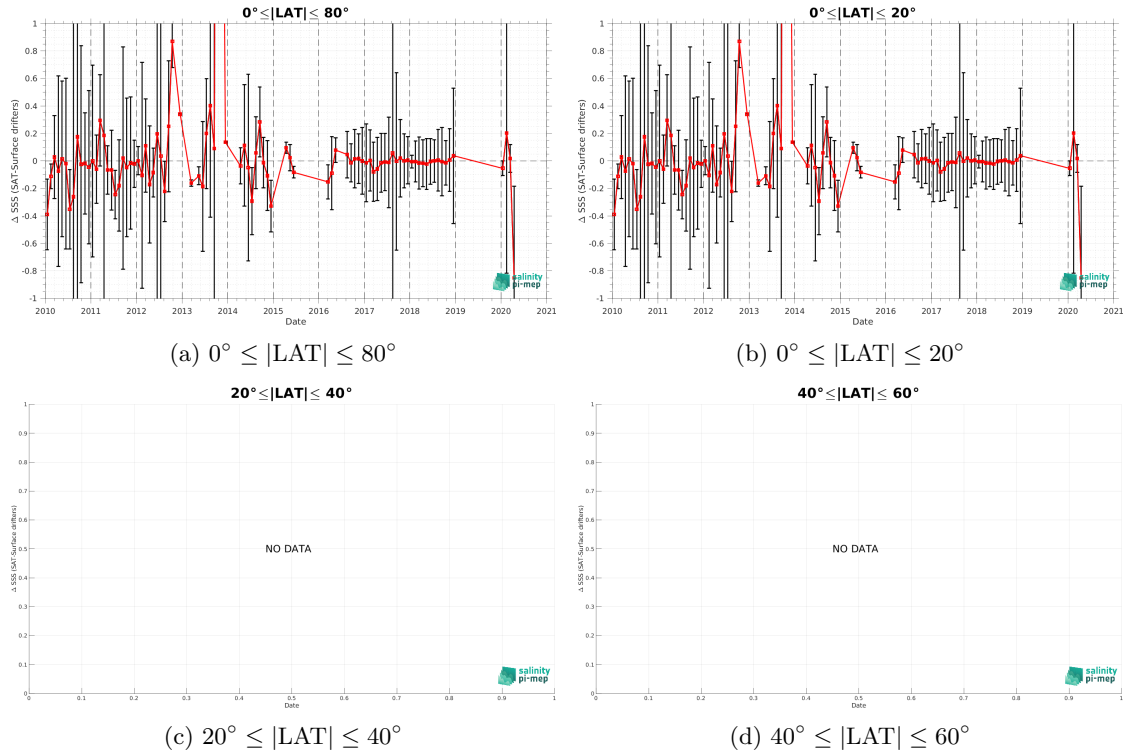 0°≤|LAT|≤ 80°
Δ SSS (SAT-Surface drifters)
1
0.8
0.6
0.4
0.2
0
-0.2
-0.4
-0.6
-0.8
-1
2010 2011 2012 2013 2014 2015 2016 2017 2018 2019 2020 2021
Date
salinity
pi-mep
(a) 0° ≤ |LAT| ≤ 80°
0°≤|LAT|≤ 20°
Δ SSS (SAT-Surface drifters)
1
0.8
0.6
0.4
0.2
0
-0.2
-0.4
-0.6
-0.8
-1
2010 2011 2012 2013 2014 2015 2016 2017 2018 2019 2020 2021
Date
salinity
pi-mep
(b) 0° ≤ |LAT| ≤ 20°
20°≤|LAT|≤ 40°
Δ SSS (SAT-Surface drifters)
1
0.9
0.8
0.7
0.6
0.5
0.4
0.3
0.2
0.1
0
NO DATA
0 0.1 0.2 0.3 0.4 0.5 0.6 0.7 0.8 0.9 1
Date
salinity
pi-mep
(c) 20° ≤ |LAT| ≤ 40°
40°≤|LAT|≤ 60°
Δ SSS (SAT-Surface drifters)
1
0.9
0.8
0.7
0.6
0.5
0.4
0.3
0.2
0.1
0
NO DATA
0 0.1 0.2 0.3 0.4 0.5 0.6 0.7 0.8 0.9 1
Date
salinity
pi-mep
(d) 40° ≤ |LAT| ≤ 60°